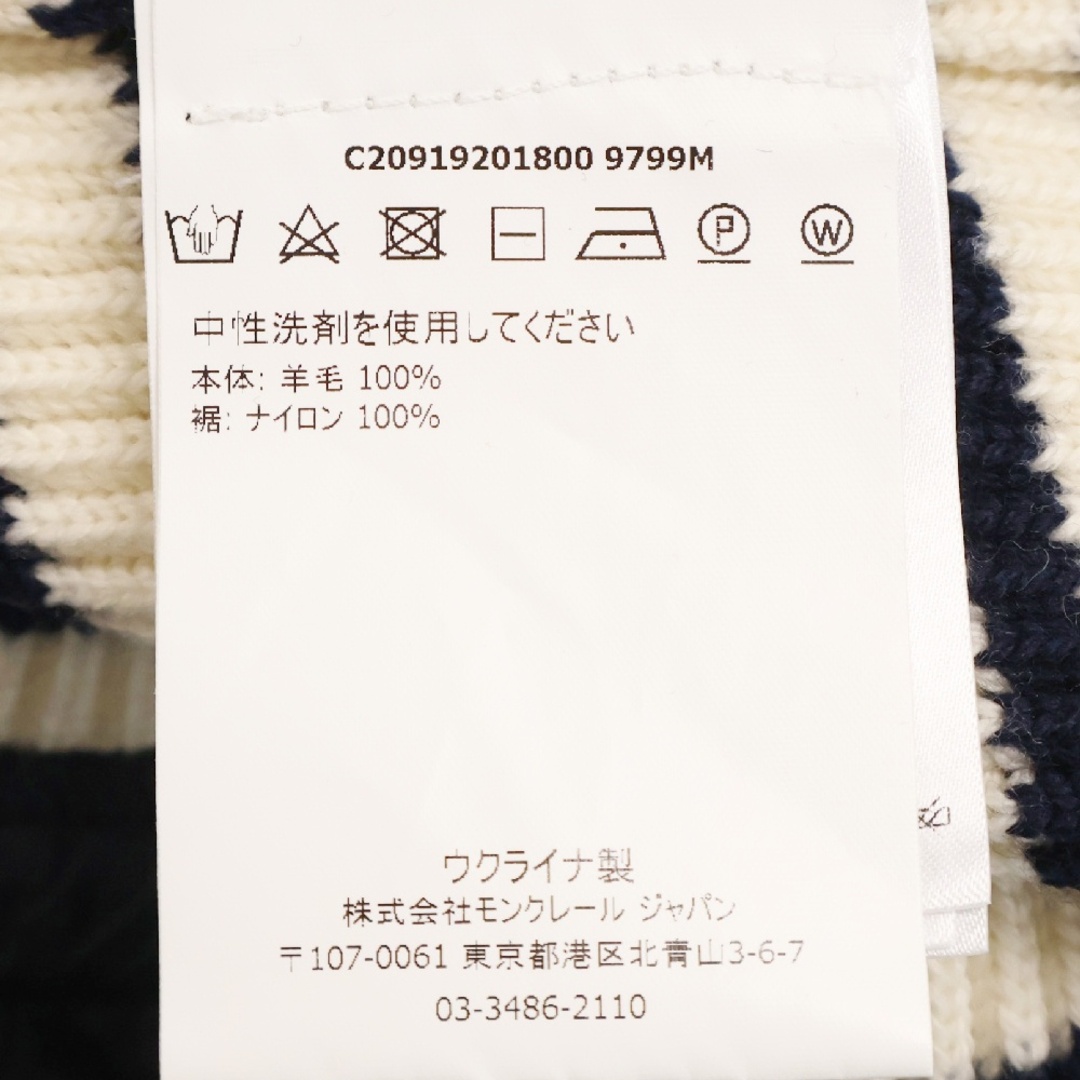 C20919201800 9799M
P W
中性洗剤を使用してください
本体: 羊毛 100%
裾: ナイロン 100%
ウクライナ製
株式会社モンクレール ジャパン
〒107-0061 東京都港区北青山3-6-7
03-3486-2110